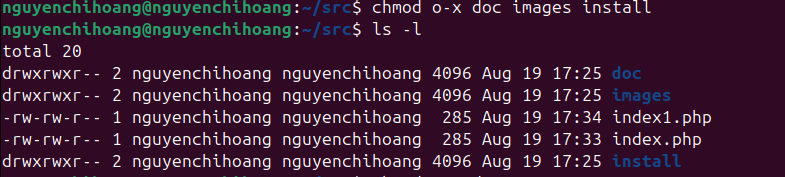 nguyenchihoang@nguyenchihoang:~/src$ chmod o-x doc images install
nguyenchihoang@nguyenchihoang:~/src$ ls -l
total 20
drwxrwxr-- 2 nguyenchihoang nguyenchihoang 4096 Aug 19 17:25 doc
drwxrwxr-- 2 nguyenchihoang nguyenchihoang 4096 Aug 19 17:25 images
-rw-rw-r-- 1 nguyenchihoang nguyenchihoang  285 Aug 19 17:34 index1.php
-rw-rw-r-- 1 nguyenchihoang nguyenchihoang  285 Aug 19 17:33 index.php
drwxrwxr-- 2 nguyenchihoang nguyenchihoang 4096 Aug 19 17:25 install